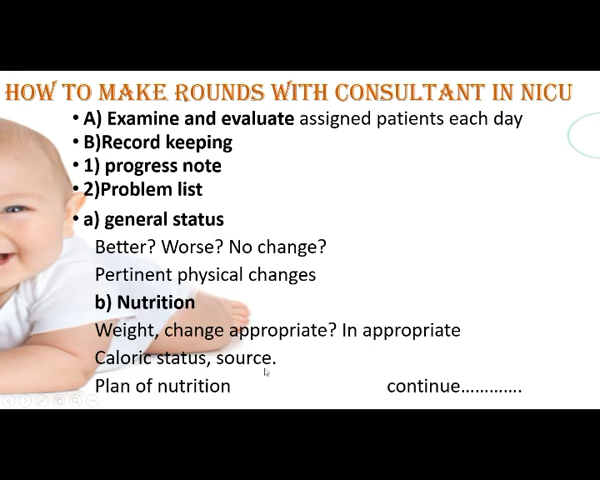 HOW TO MAKE ROUNDS WITH CONSULTANT IN NICU
• A) Examine and evaluate assigned patients each day
• B)Record keeping
• 1) progress note
• 2)Problem list
• a) general status
Better? Worse? No change?
Pertinent physical changes
b) Nutrition
Weight, change appropriate? In appropriate
Caloric status, source.
Plan of nutrition continue………….